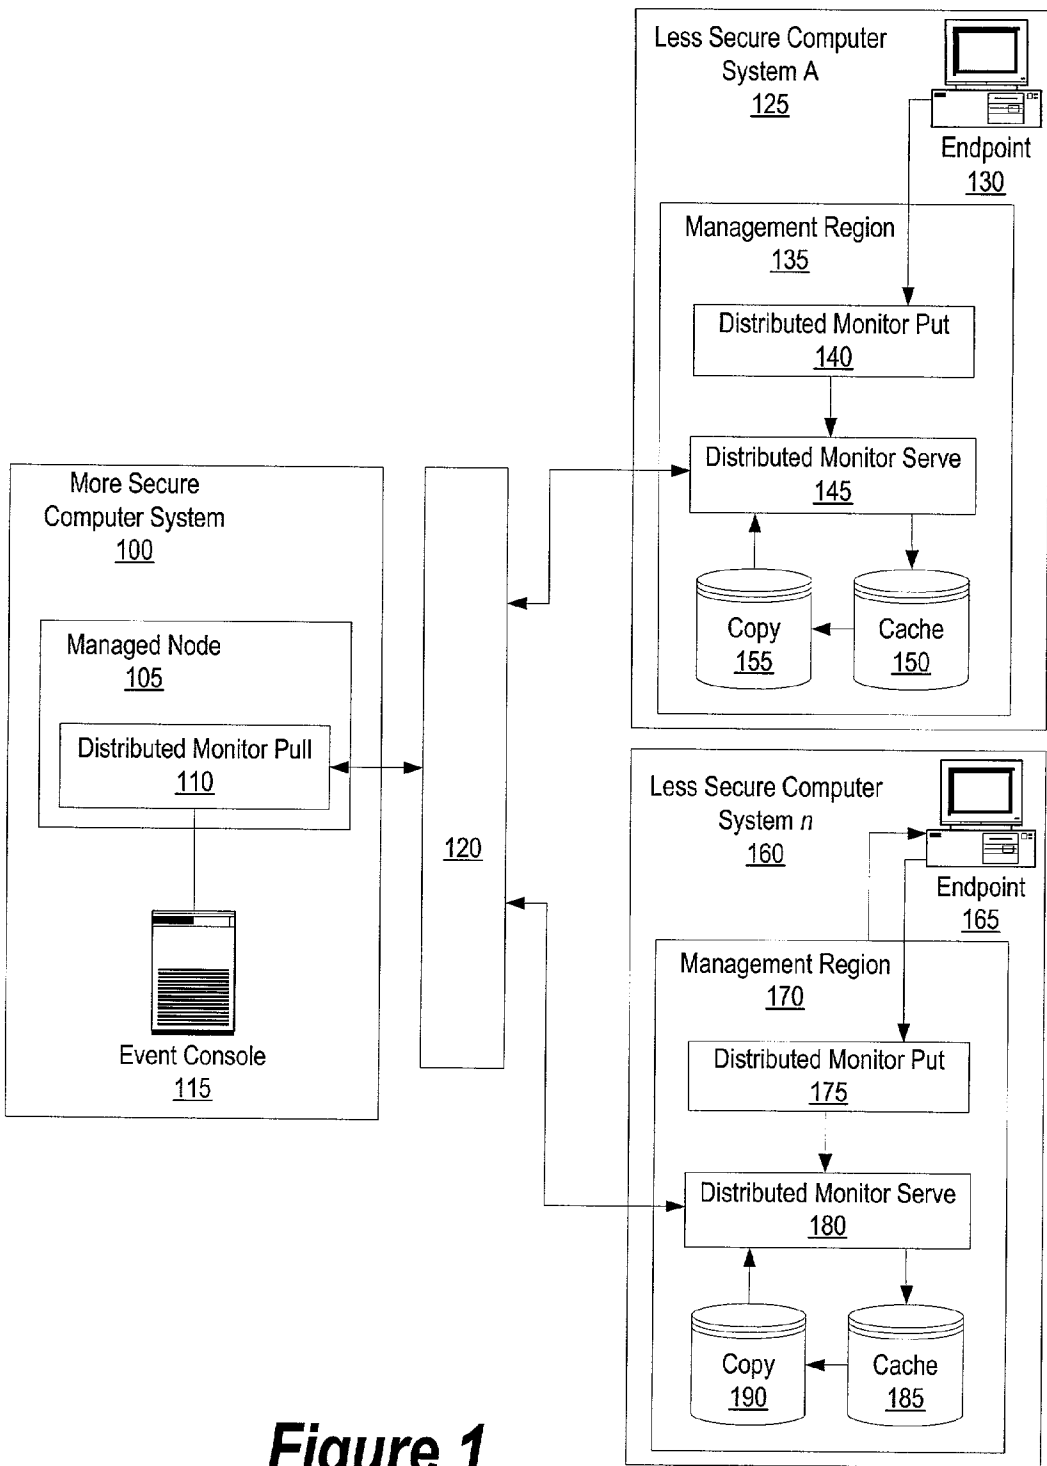 Less Secure Computer
System A
125
Endpoint
130
Management Region
135
Distributed Monitor Put
140
Distributed Monitor Serve
145
Copy
155
Cache
150
More Secure
Computer System
100
Managed Node
105
Distributed Monitor Pull
110
Event Console
115
120
Less Secure Computer
System n
160
Endpoint
165
Management Region
170
Distributed Monitor Put
175
Distributed Monitor Serve
180
Copy
190
Cache
185
Figure 1